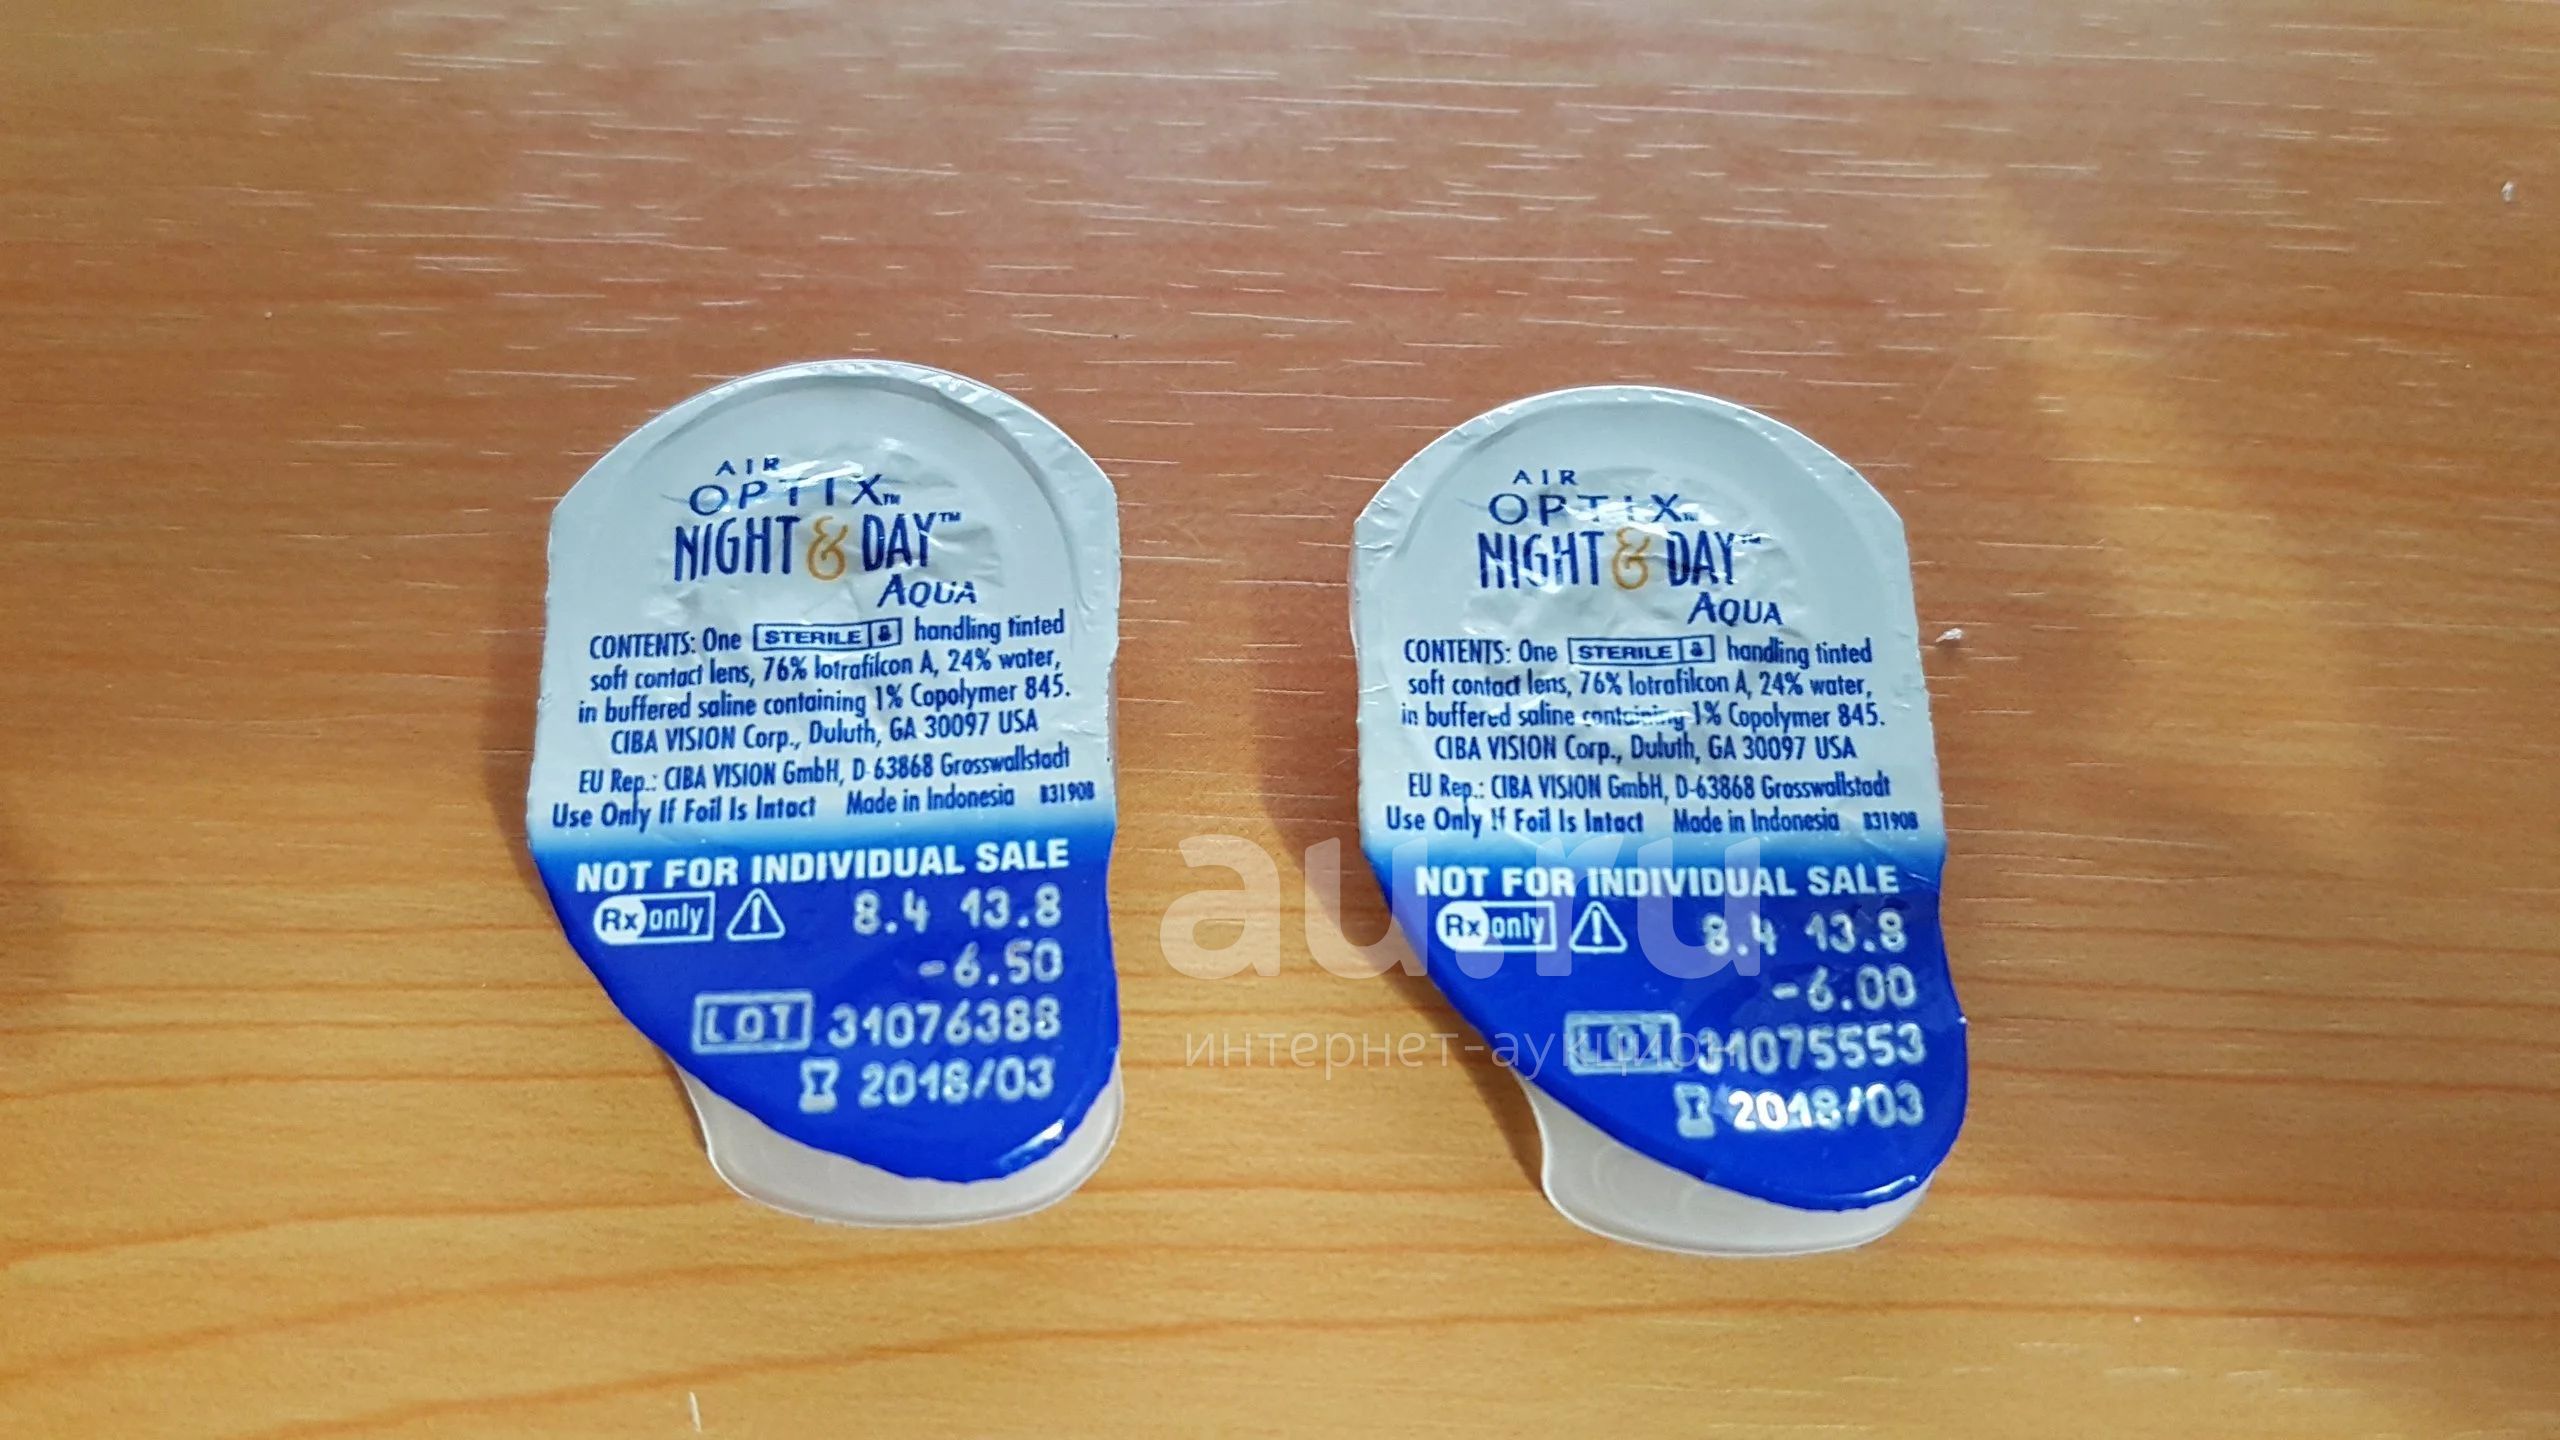 AIR
OPTIX™
NIGHT & DAY™
AQUA
CONTENTS: One STERILE handling tinted
soft contact lens, 76% lotrafilcon A, 24% water,
in buffered saline containing 1% Copolymer 845.
CIBA VISION Corp., Duluth, GA 30097 USA
EU Rep.: CIBA VISION GmbH, D-63868 Grosswallstadt
Use Only If Foil Is Intact Made in Indonesia
NOT FOR INDIVIDUAL SALE
Rx only 8.4 13.8
-6.50
LOT 31076388
2018/03
AIR
OPTIX™
NIGHT & DAY™
AQUA
CONTENTS: One STERILE handling tinted
soft contact lens, 76% lotrafilcon A, 24% water,
in buffered saline containing 1% Copolymer 845.
CIBA VISION Corp., Duluth, GA 30097 USA
EU Rep.: CIBA VISION GmbH, D-63868 Grosswallstadt
Use Only If Foil Is Intact Made in Indonesia
NOT FOR INDIVIDUAL SALE
Rx only 8.4 13.8
-6.00
LOT 31075553
2018/03
au.ru
интернет-аукцион